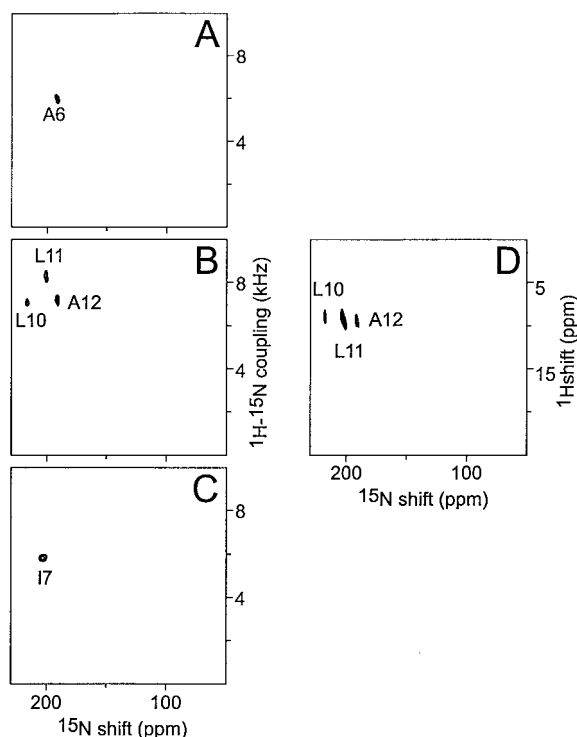 A
8
A6
4
B
L11
8
L10
A12
4
¹H-¹⁵N coupling (kHz)
C
8
I7
4
200
100
¹⁵N shift (ppm)
D
L10
5
A12
L11
15
¹Hshift (ppm)
200
100
¹⁵N shift (ppm)